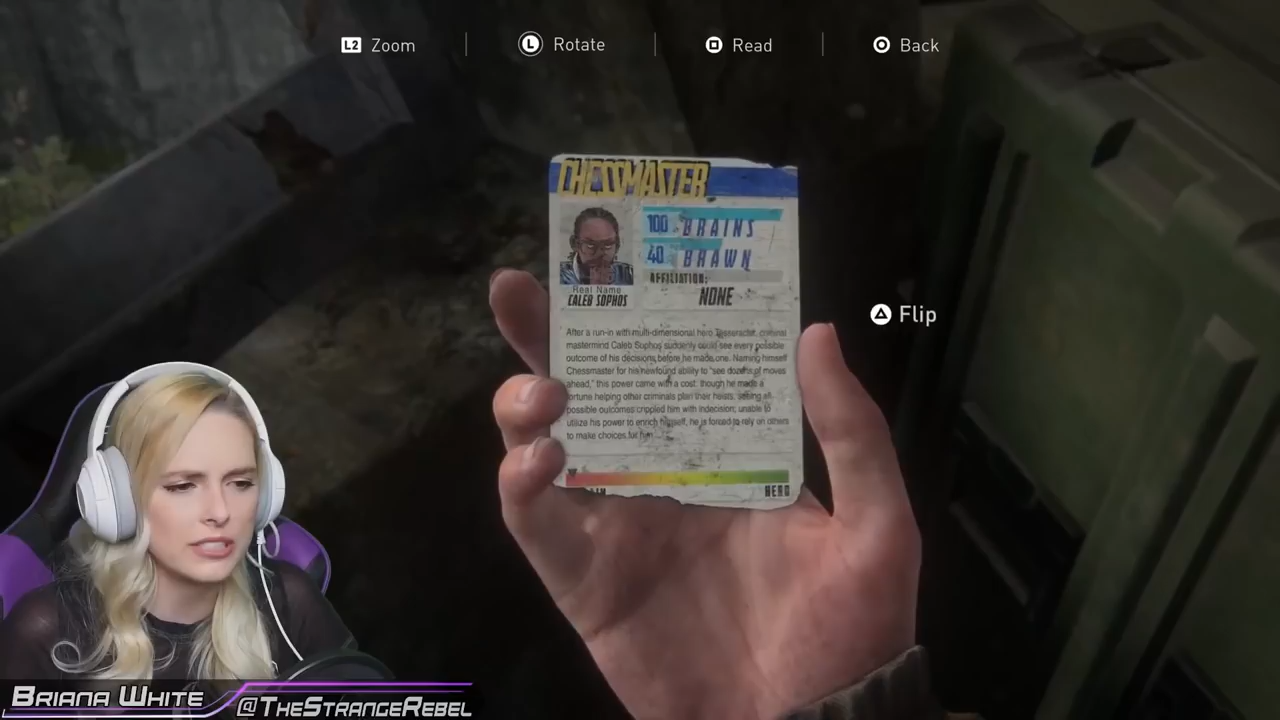 L2 Zoom
L Rotate
Read
Back
CHESSMASTER
100 BRAINS
40 BRAWN
AFFILIATION:
NONE
Real Name
CALEB SOPHOS
Flip
After a run-in with multi-dimensional hero Tesseracter, criminal
mastermind Caleb Sophos suddenly could see every possible
outcome of his decisions before he made one. Naming himself
Chessmaster for his newfound ability to "see dozens of moves
ahead," this power came with a cost: though he made a
fortune helping other criminals plan their heists, seeing all
possible outcomes crippled him with indecision; unable to
utilize his power to enrich himself, he is forced to rely on others
to make choices for him.
HERO
BRIANA WHITE
@THESTRANGEREBEL